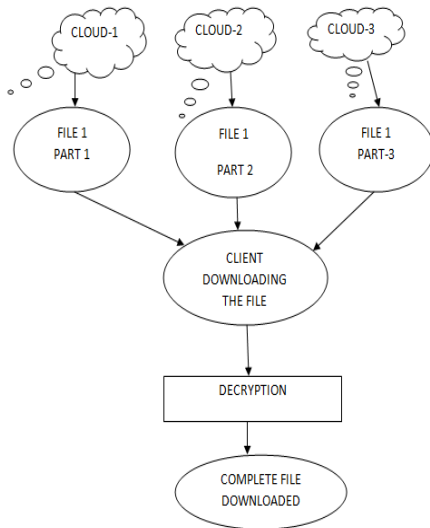 CLOUD-1
CLOUD-2
CLOUD-3
FILE 1
PART 1
FILE 1
PART 2
FILE 1
PART-3
CLIENT
DOWNLOADING
THE FILE
DECRYPTION
COMPLETE FILE
DOWNLOADED